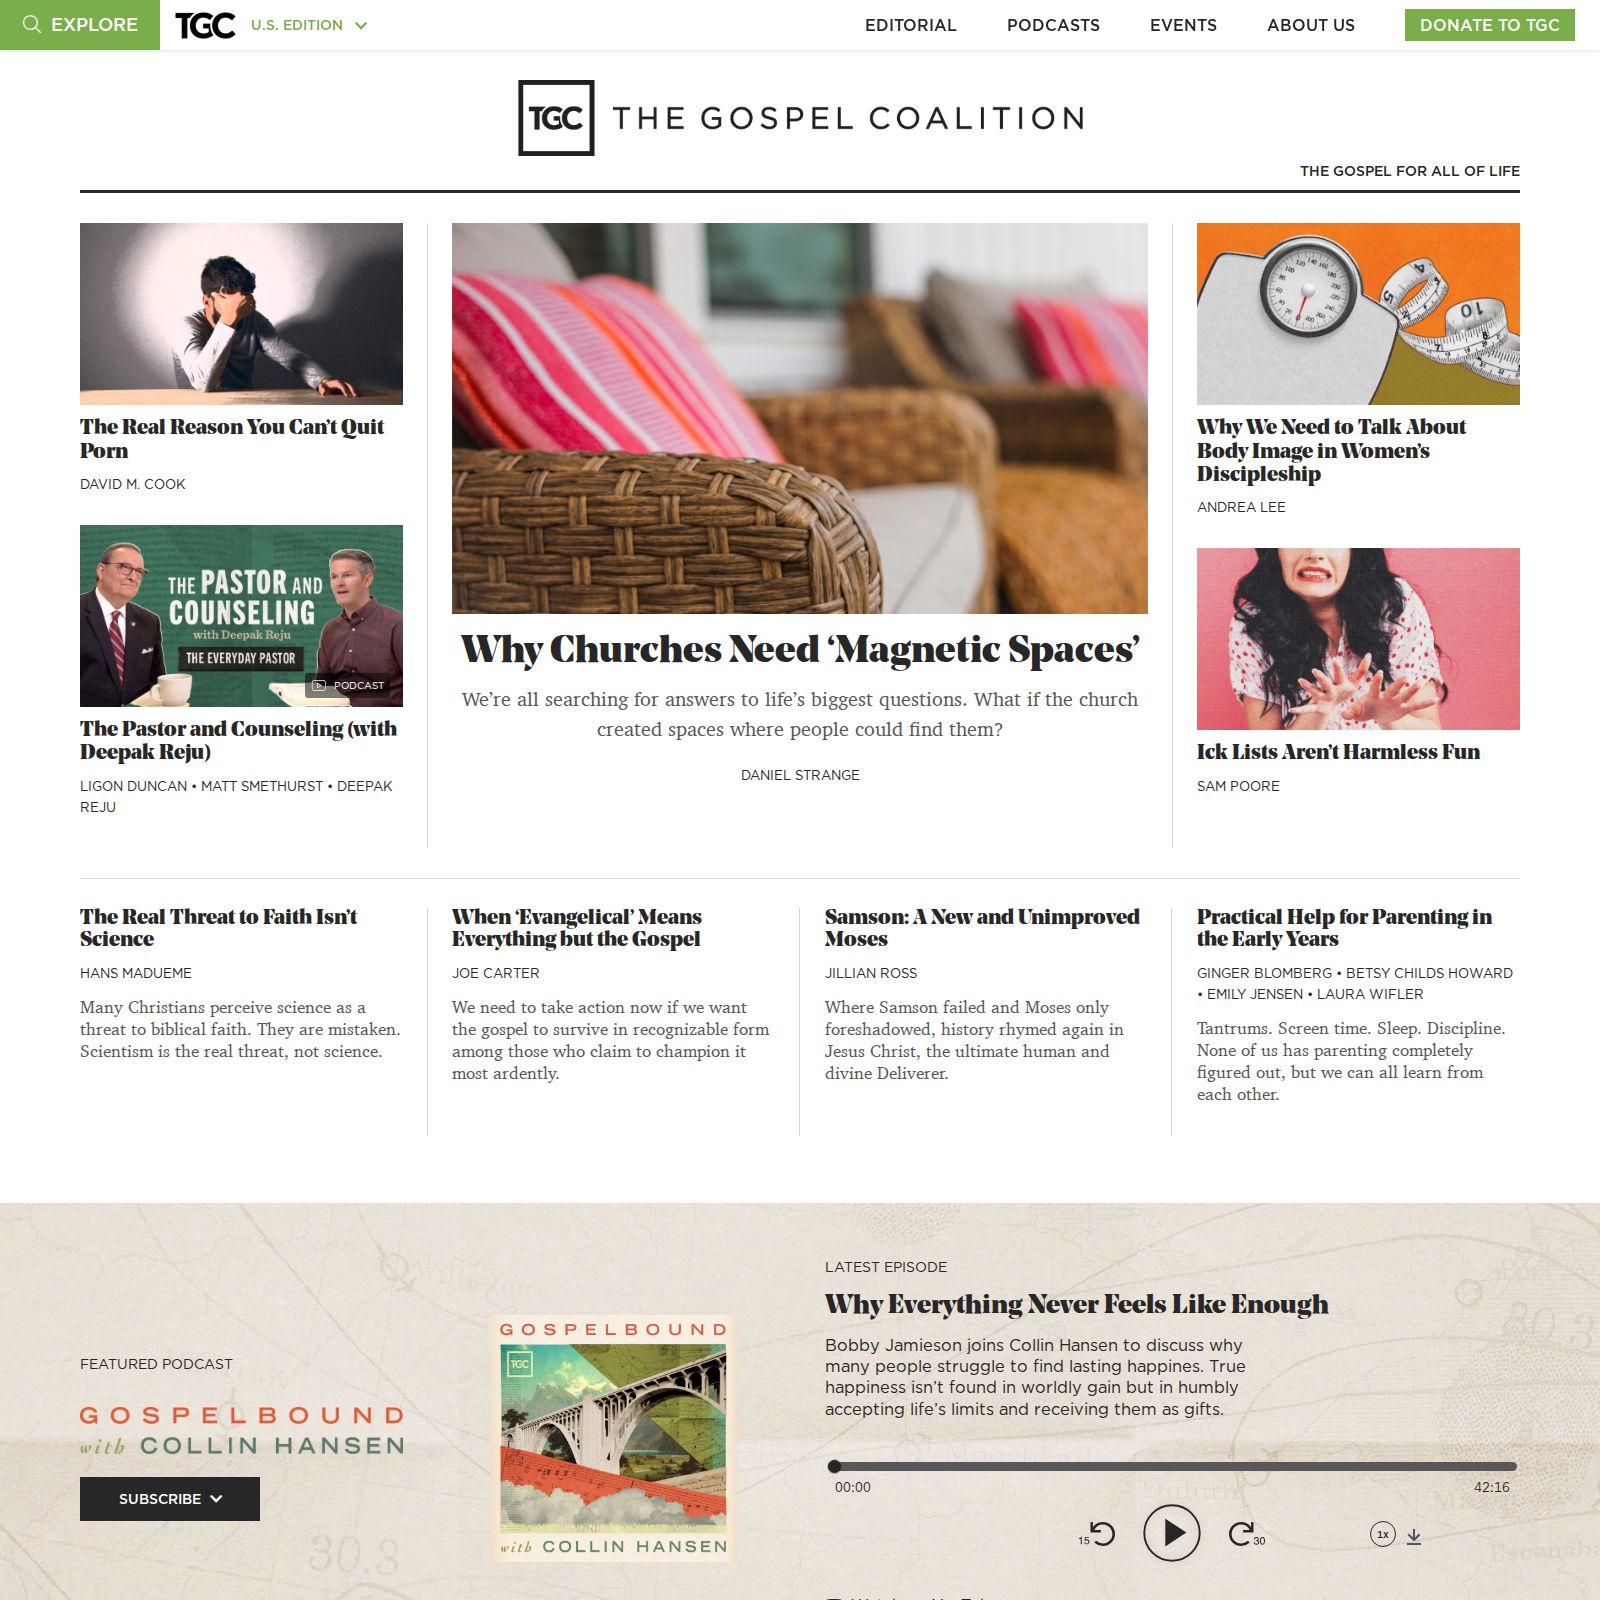 EXPLORE
TGC
U.S. EDITION
EDITORIAL
PODCASTS
EVENTS
ABOUT US
DONATE TO TGC
TGC THE GOSPEL COALITION
THE GOSPEL FOR ALL OF LIFE
The Real Reason You Can’t Quit
Porn
DAVID M. COOK
THE PASTOR AND
COUNSELING
with Deepak Reju
THE EVERYDAY PASTOR
PODCAST
The Pastor and Counseling (with
Deepak Reju)
LIGON DUNCAN • MATT SMETHURST • DEEPAK
REJU
Why Churches Need ‘Magnetic Spaces’
We’re all searching for answers to life’s biggest questions. What if the church
created spaces where people could find them?
DANIEL STRANGE
Why We Need to Talk About
Body Image in Women’s
Discipleship
ANDREA LEE
Ick Lists Aren’t Harmless Fun
SAM POORE
The Real Threat to Faith Isn’t
Science
HANS MADUEME
Many Christians perceive science as a
threat to biblical faith. They are mistaken.
Scientism is the real threat, not science.
When ‘Evangelical’ Means
Everything but the Gospel
JOE CARTER
We need to take action now if we want
the gospel to survive in recognizable form
among those who claim to champion it
most ardently.
Samson: A New and Unimproved
Moses
JILLIAN ROSS
Where Samson failed and Moses only
foreshadowed, history rhymed again in
Jesus Christ, the ultimate human and
divine Deliverer.
Practical Help for Parenting in
the Early Years
GINGER BLOMBERG • BETSY CHILDS HOWARD
• EMILY JENSEN • LAURA WIFLER
Tantrums. Screen time. Sleep. Discipline.
None of us has parenting completely
figured out, but we can all learn from
each other.
FEATURED PODCAST
GOSPELBOUND
with COLLIN HANSEN
SUBSCRIBE
GOSPELBOUND
TGC
with COLLIN HANSEN
LATEST EPISODE
Why Everything Never Feels Like Enough
Bobby Jamieson joins Collin Hansen to discuss why
many people struggle to find lasting happines. True
happiness isn’t found in worldly gain but in humbly
accepting life’s limits and receiving them as gifts.
00:00
42:16
15
30
1x
30.3